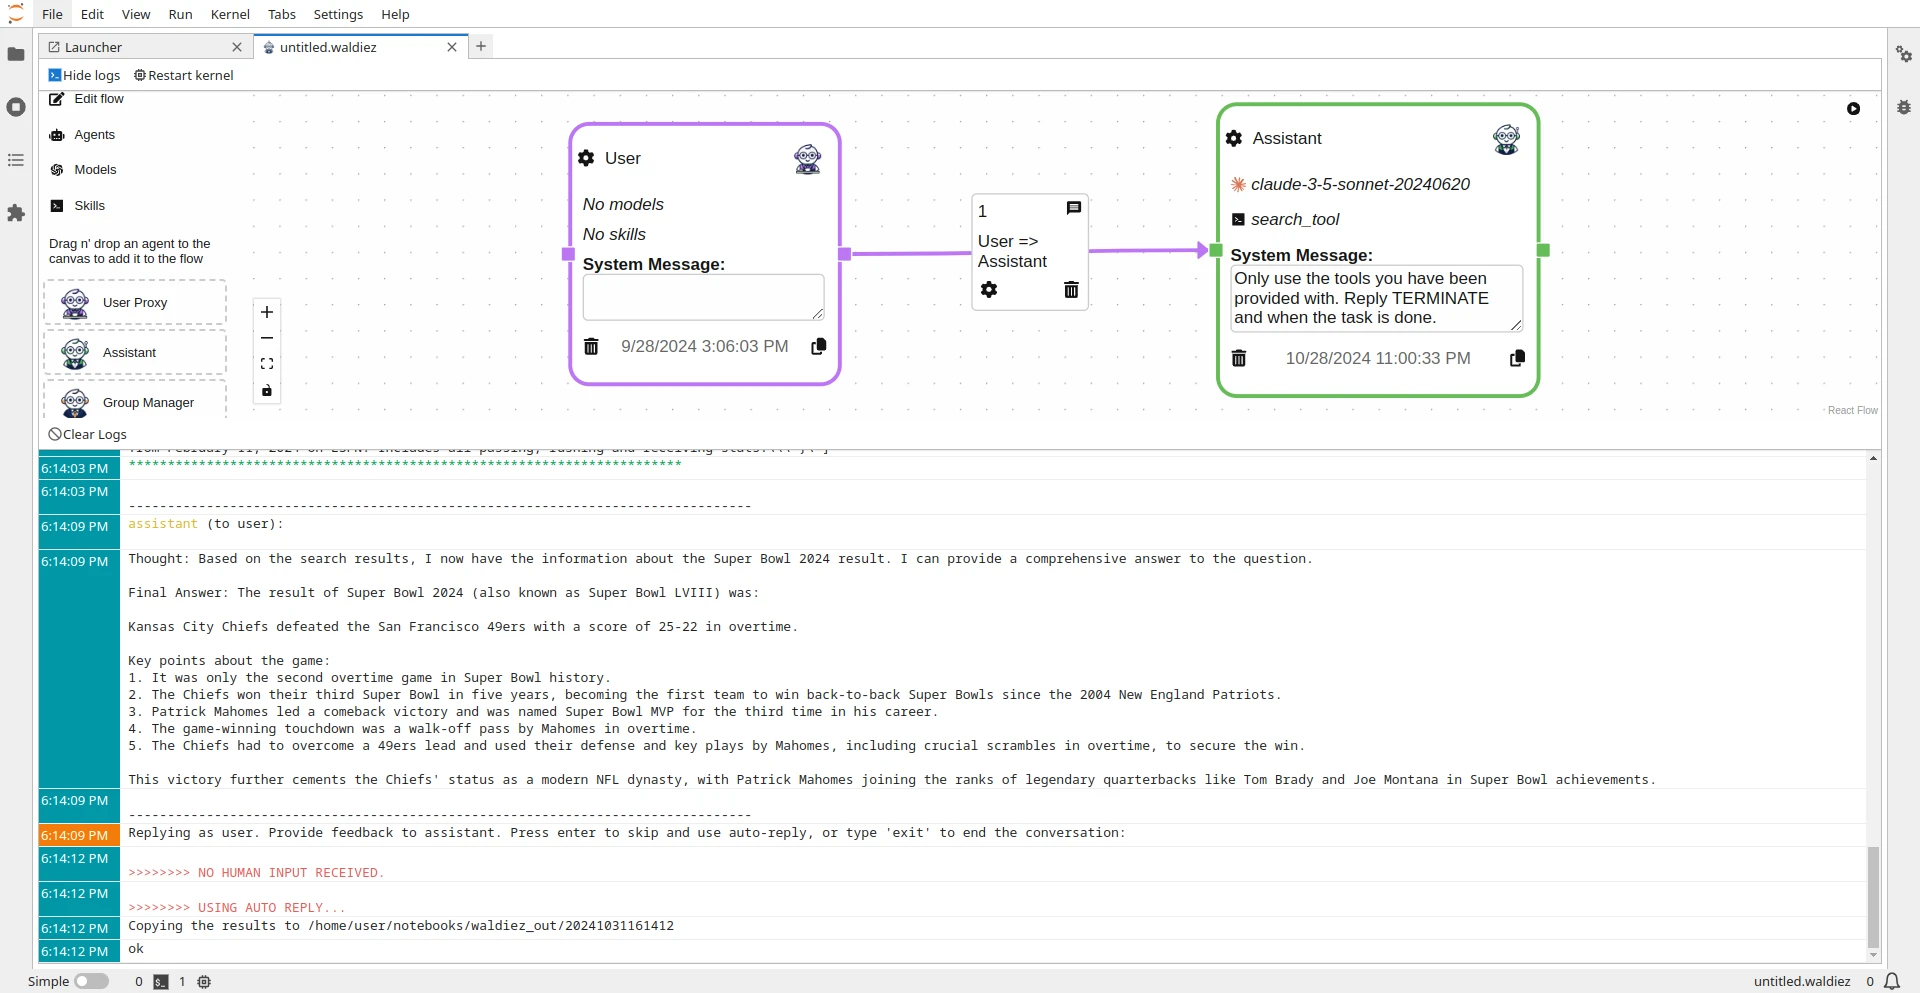 File Edit View Run Kernel Tabs Settings Help
Launcher
untitled.waldiez
Hide logs
Restart kernel
Edit flow
Agents
Models
Skills
Drag n' drop an agent to the
canvas to add it to the flow
User Proxy
Assistant
Group Manager
User
No models
No skills
System Message:
9/28/2024 3:06:03 PM
1
User =>
Assistant
Assistant
claude-3-5-sonnet-20240620
search_tool
System Message:
Only use the tools you have been
provided with. Reply TERMINATE
and when the task is done.
10/28/2024 11:00:33 PM
React Flow
Clear Logs
6:14:03 PM ***********************************************************************
6:14:03 PM
--------------------------------------------------------------------------------
6:14:09 PM assistant (to user):
6:14:09 PM Thought: Based on the search results, I now have the information about the Super Bowl 2024 result. I can provide a comprehensive answer to the question.
Final Answer: The result of Super Bowl 2024 (also known as Super Bowl LVIII) was:
Kansas City Chiefs defeated the San Francisco 49ers with a score of 25-22 in overtime.
Key points about the game:
1. It was only the second overtime game in Super Bowl history.
2. The Chiefs won their third Super Bowl in five years, becoming the first team to win back-to-back Super Bowls since the 2004 New England Patriots.
3. Patrick Mahomes led a comeback victory and was named Super Bowl MVP for the third time in his career.
4. The game-winning touchdown was a walk-off pass by Mahomes in overtime.
5. The Chiefs had to overcome a 49ers lead and used their defense and key plays by Mahomes, including crucial scrambles in overtime, to secure the win.
This victory further cements the Chiefs' status as a modern NFL dynasty, with Patrick Mahomes joining the ranks of legendary quarterbacks like Tom Brady and Joe Montana in Super Bowl achievements.
6:14:09 PM
--------------------------------------------------------------------------------
6:14:09 PM Replying as user. Provide feedback to assistant. Press enter to skip and use auto-reply, or type 'exit' to end the conversation:
6:14:12 PM
>>>>>>>> NO HUMAN INPUT RECEIVED.
6:14:12 PM
>>>>>>>> USING AUTO REPLY...
6:14:12 PM Copying the results to /home/user/notebooks/waldiez_out/20241031161412
6:14:12 PM ok
Simple 0 $_ 1 untitled.waldiez 0